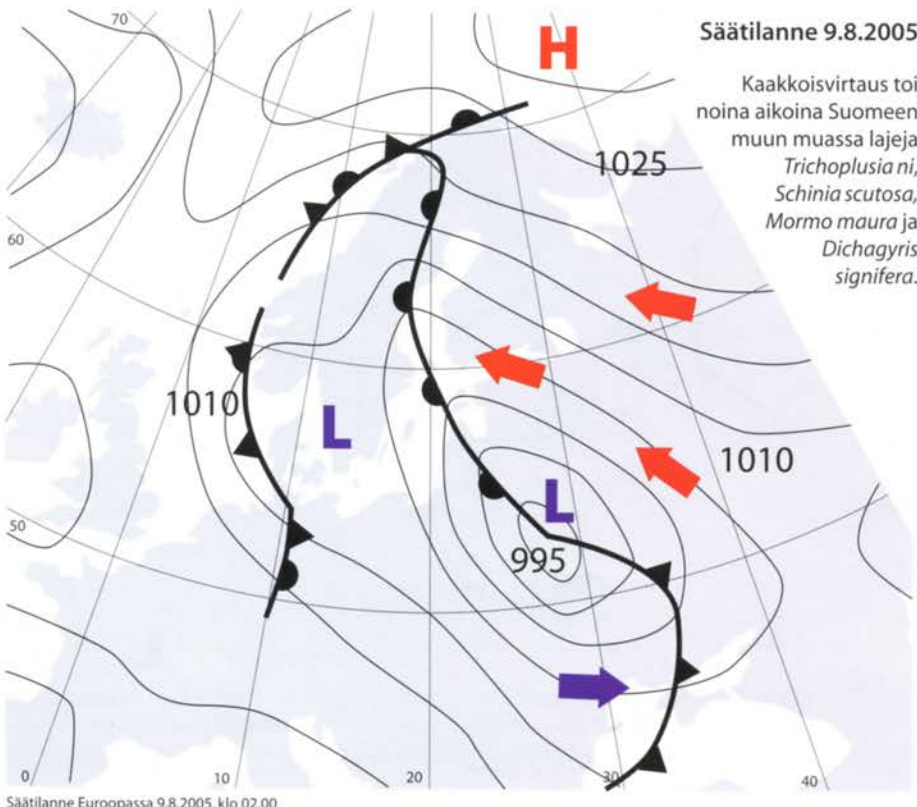 70
H
Säätilanne 9.8.2005
Kaakkoisvirtaus toi
noina aikoina Suomeen
muun muassa lajeja
Trichoplusia ni,
Schinia scutosa,
Mormo maura ja
Dichagyris
signifera.
1025
60
1010
L
1010
50
L
995
0
10
20
30
40
Säätilanne Euroopassa 9.8.2005 klo 02.00